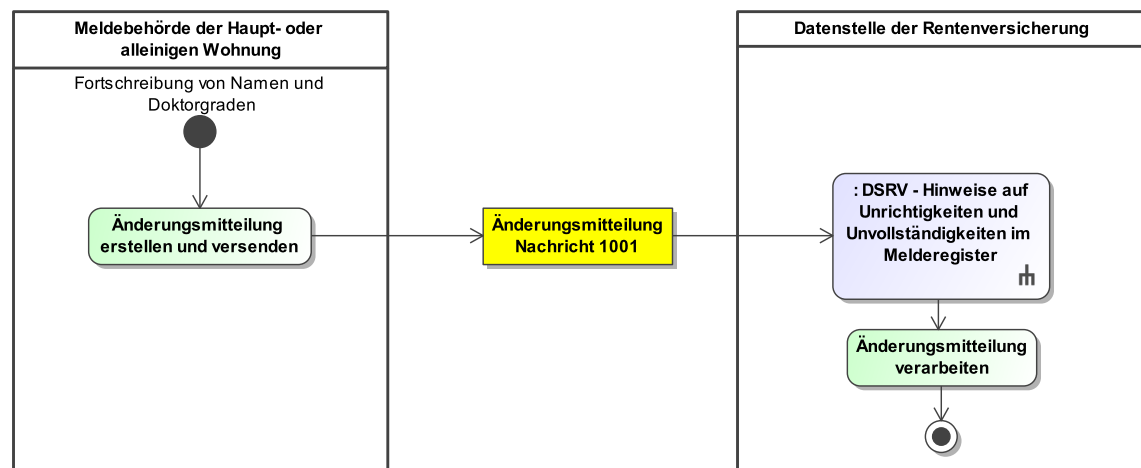 Meldebehörde der Haupt- oder
alleinigen Wohnung
Fortschreibung von Namen und
Doktorgraden
Änderungsmitteilung
erstellen und versenden
Änderungsmitteilung
Nachricht 1001
Datenstelle der Rentenversicherung
: DSRV - Hinweise auf
Unrichtigkeiten und
Unvollständigkeiten im
Melderegister
Änderungsmitteilung
verarbeiten